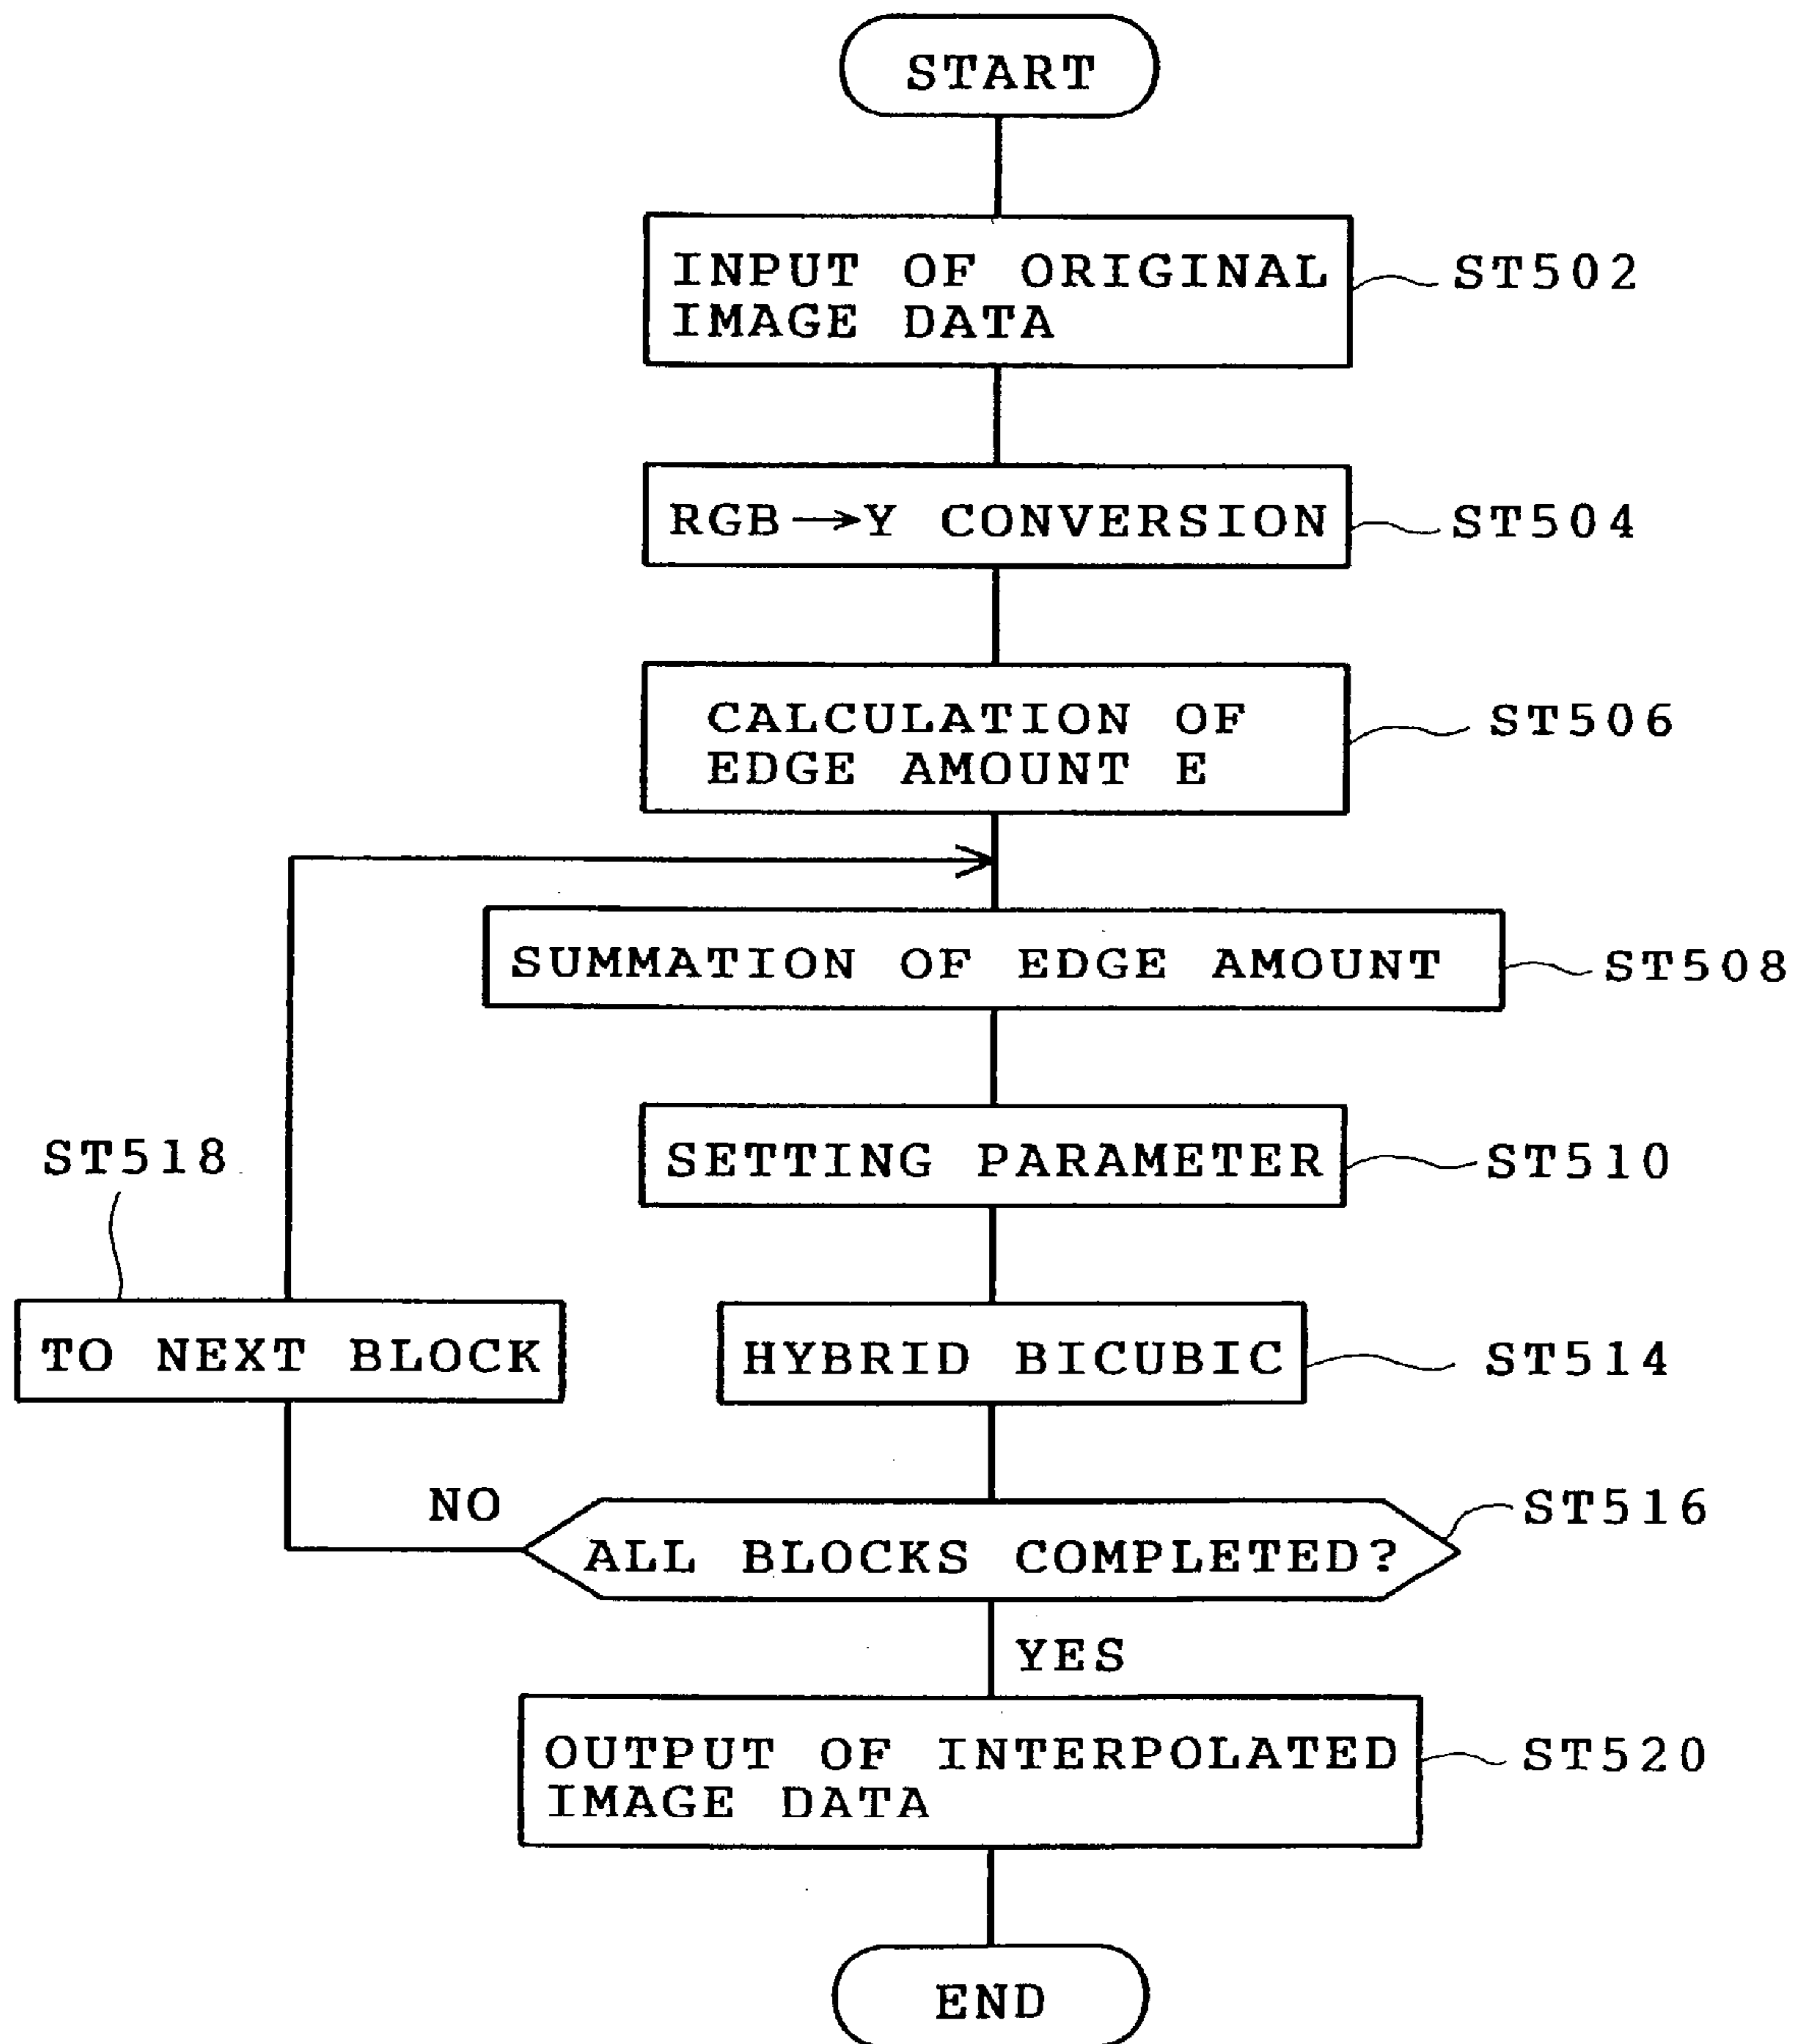 START
INPUT OF ORIGINAL
IMAGE DATA
ST502
RGB→Y CONVERSION
ST504
CALCULATION OF
EDGE AMOUNT E
ST506
SUMMATION OF EDGE AMOUNT
ST508
SETTING PARAMETER
ST510
ST518
TO NEXT BLOCK
HYBRID BICUBIC
ST514
NO
ALL BLOCKS COMPLETED?
ST516
YES
OUTPUT OF INTERPOLATED
IMAGE DATA
ST520
END